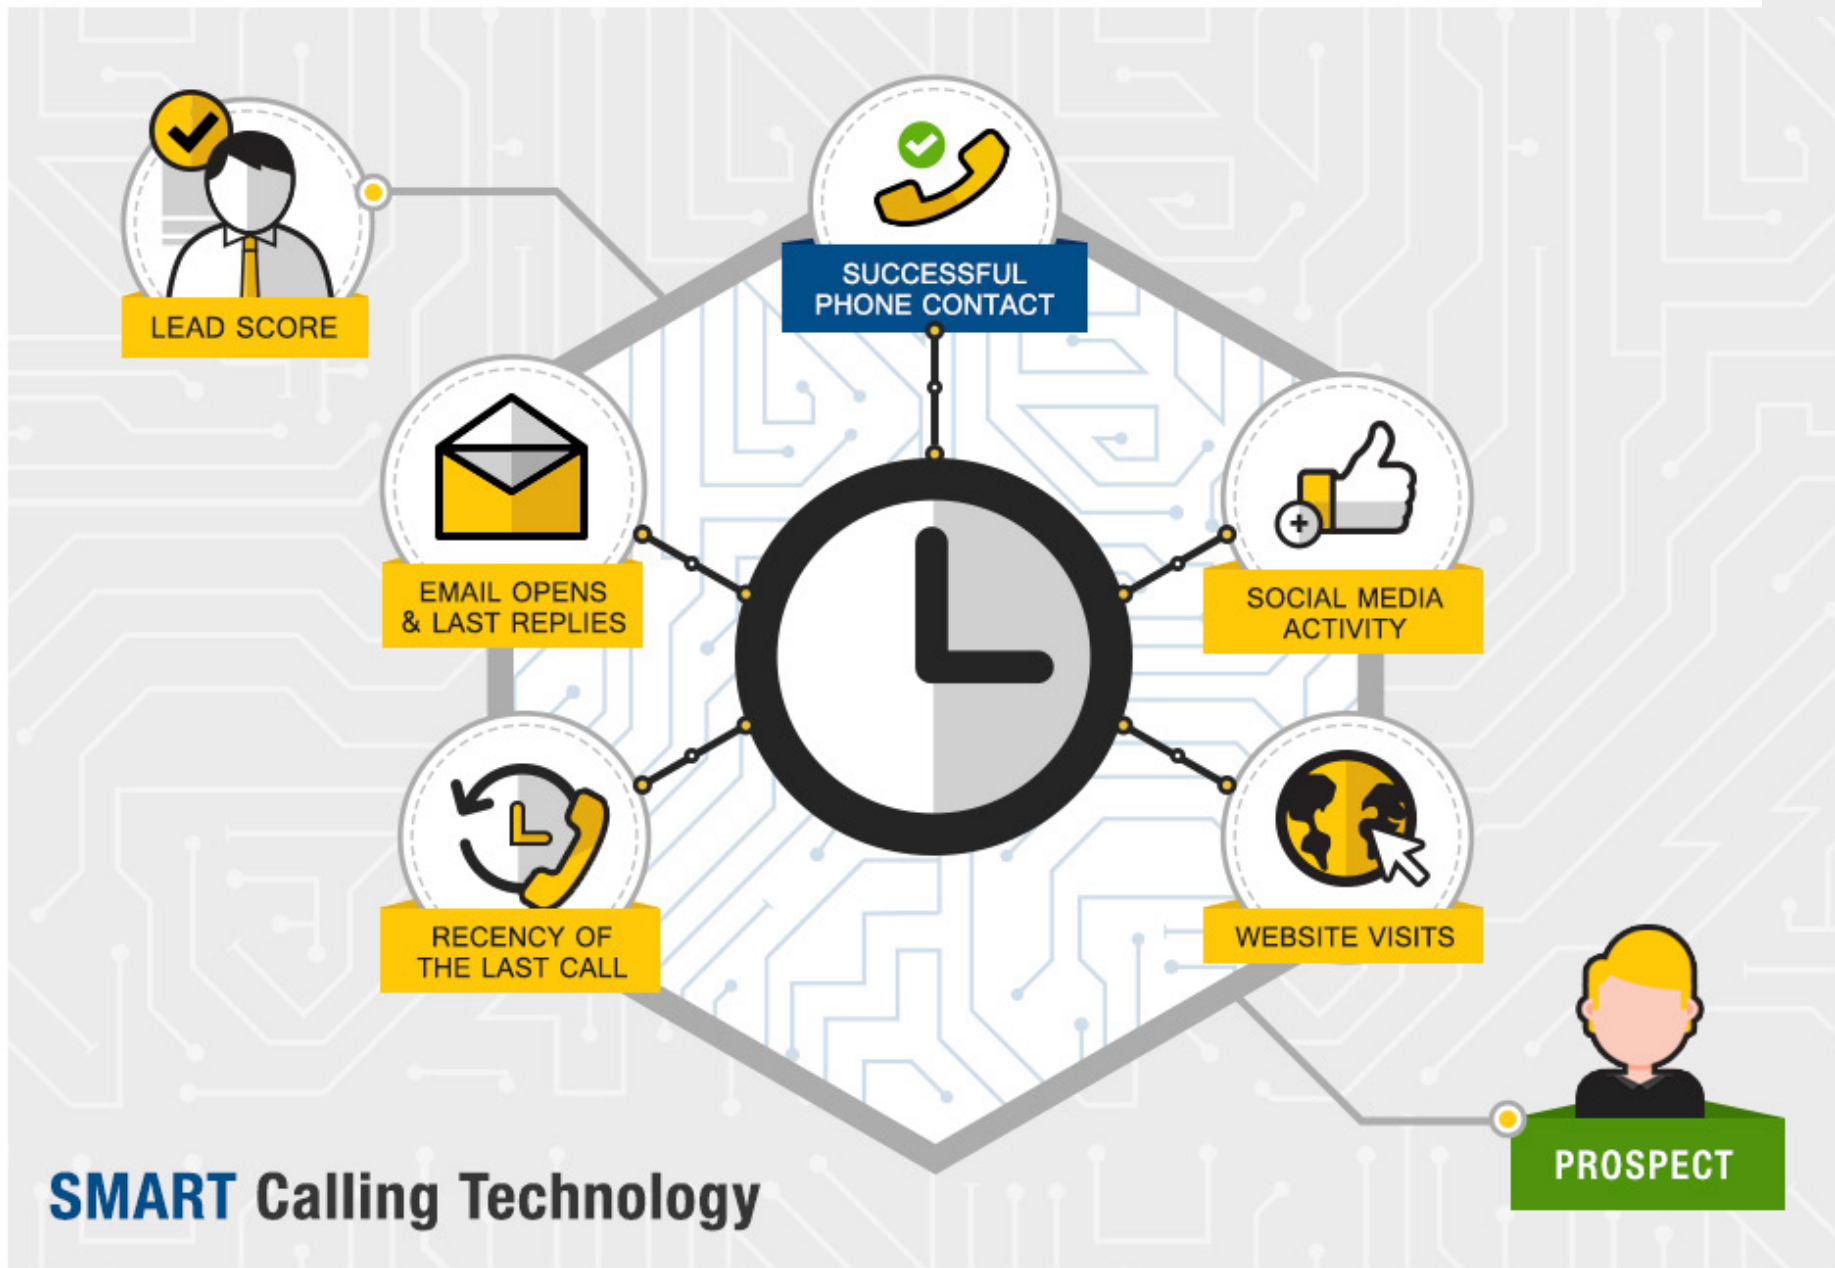 SUCCESSFUL
PHONE CONTACT
LEAD SCORE
EMAIL OPENS
& LAST REPLIES
SOCIAL MEDIA
ACTIVITY
RECENCY OF
THE LAST CALL
WEBSITE VISITS
PROSPECT
SMART Calling Technology